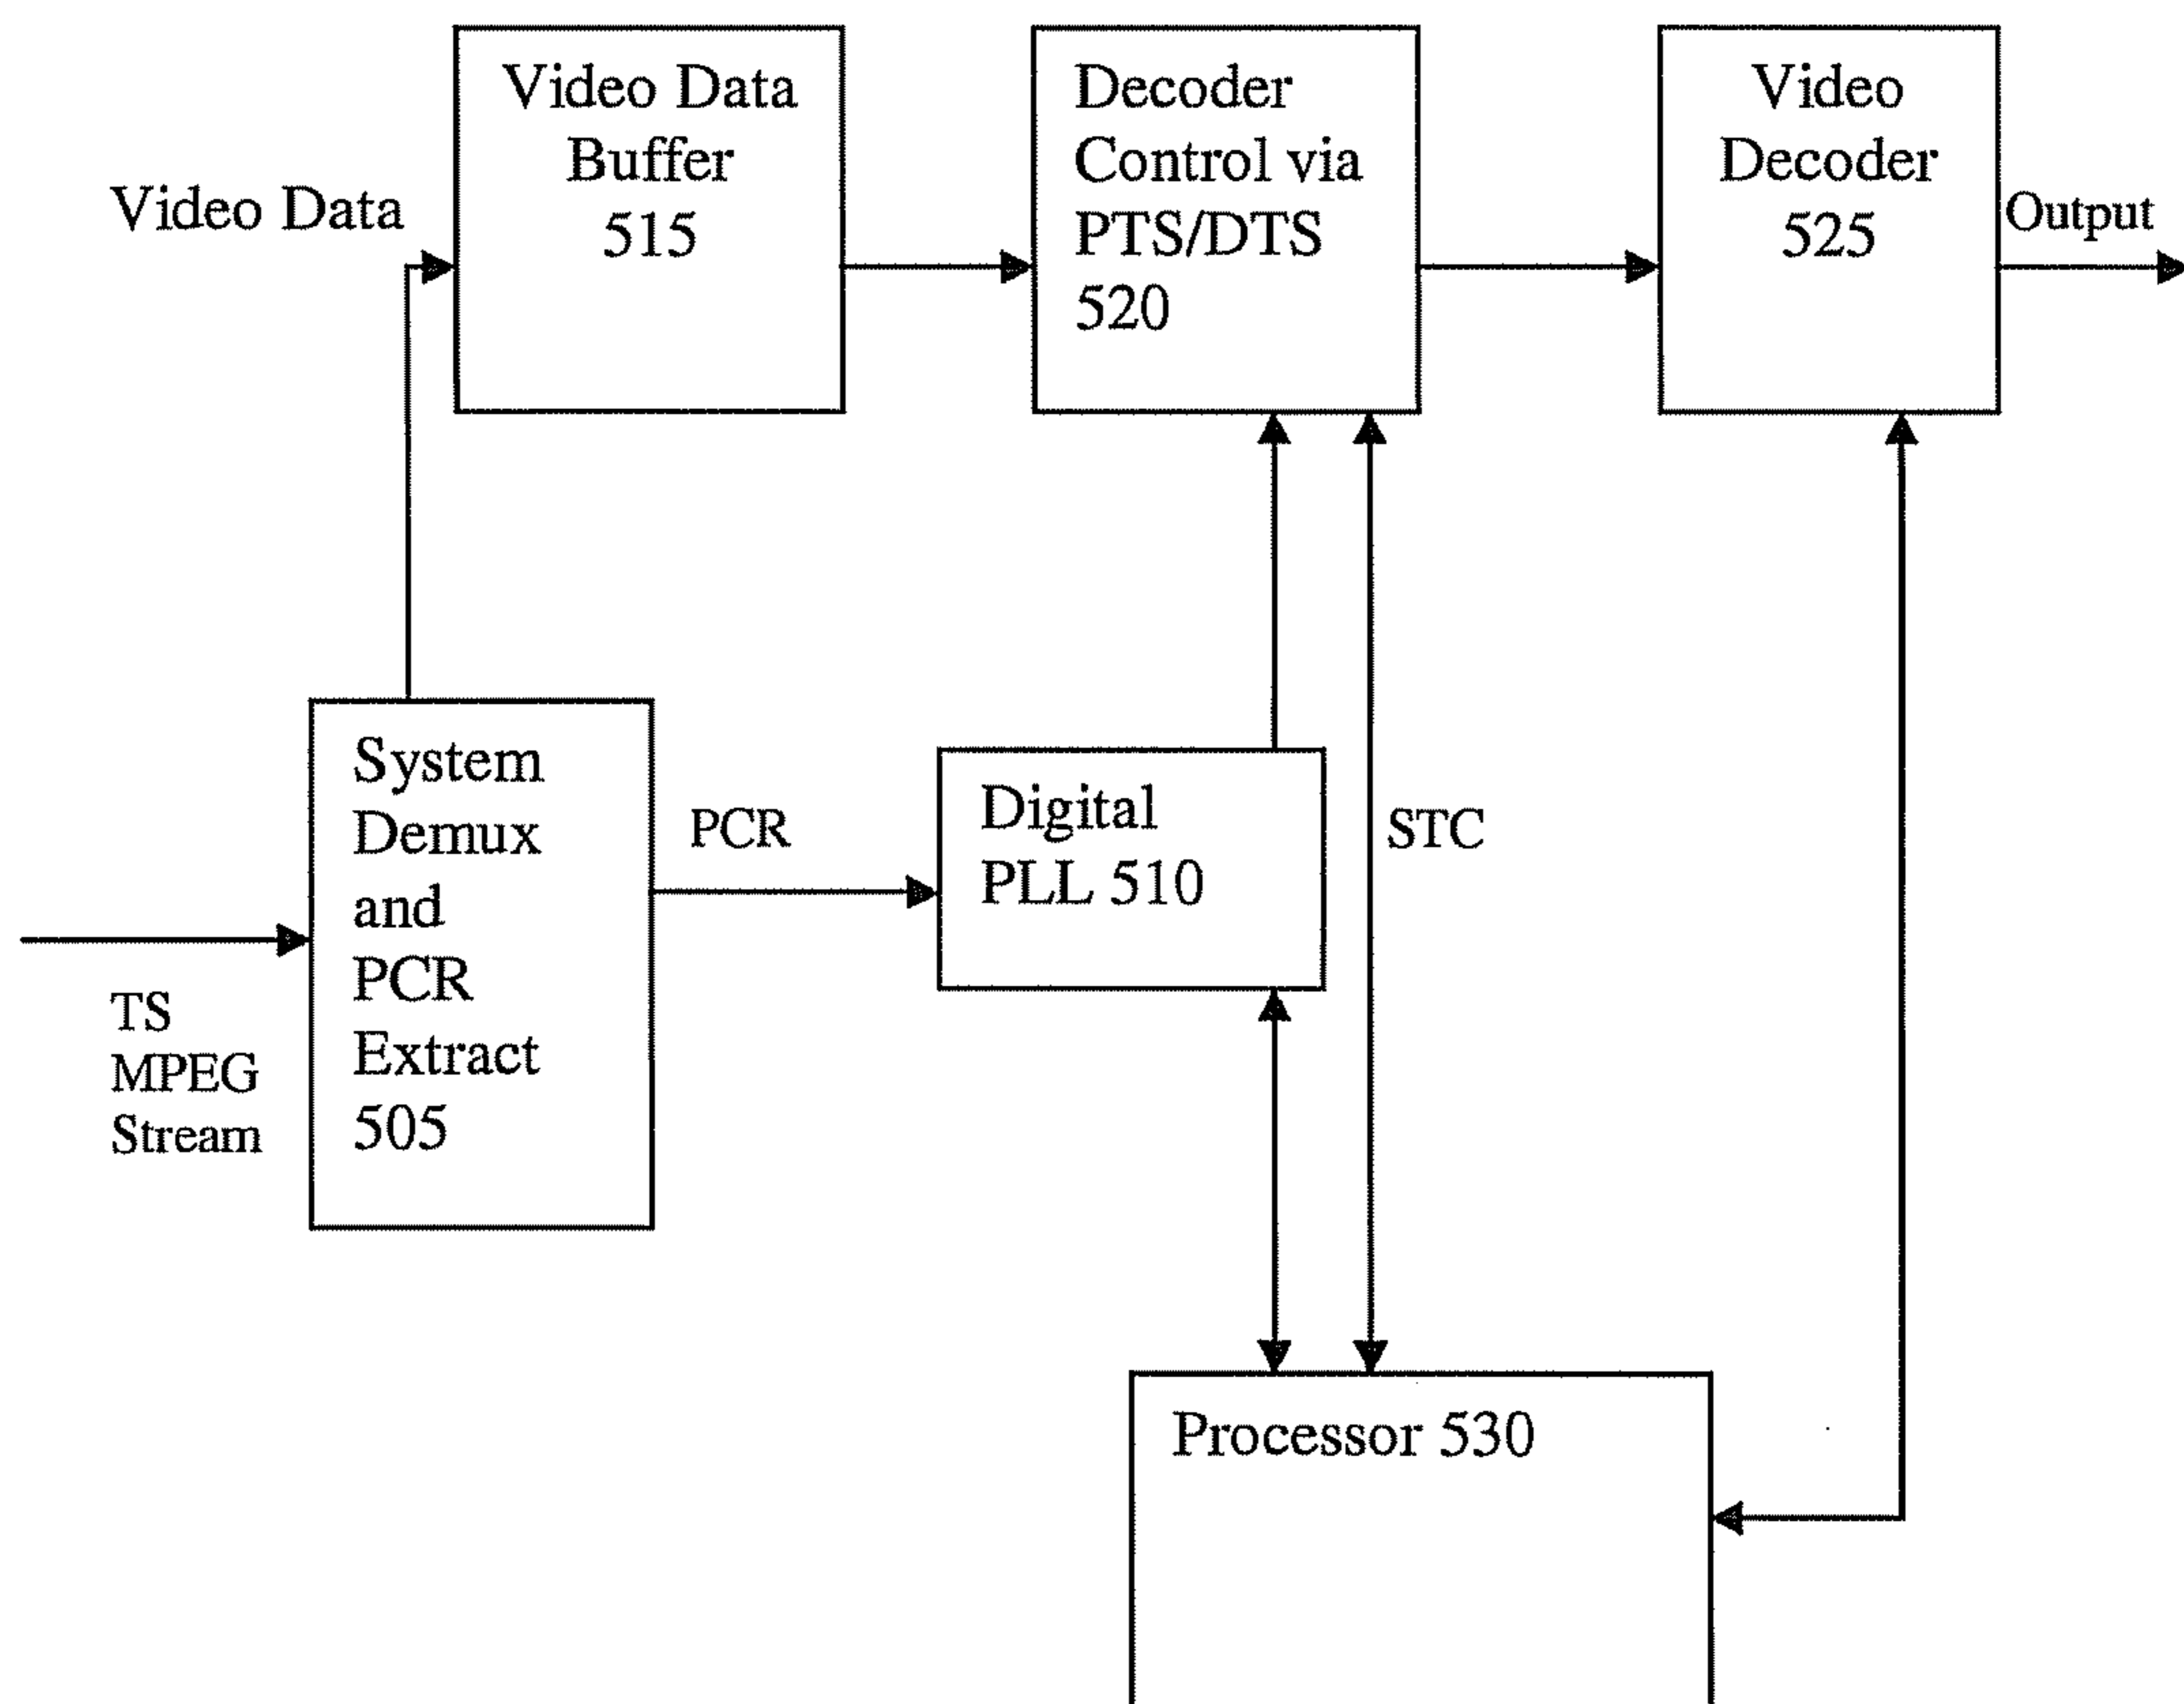 Video Data
Buffer
515
Decoder
Control via
PTS/DTS
520
Video
Decoder
525
Video Data
Output
System
Demux
and
PCR
Extract
505
PCR
Digital
PLL 510
STC
TS
MPEG
Stream
Processor 530